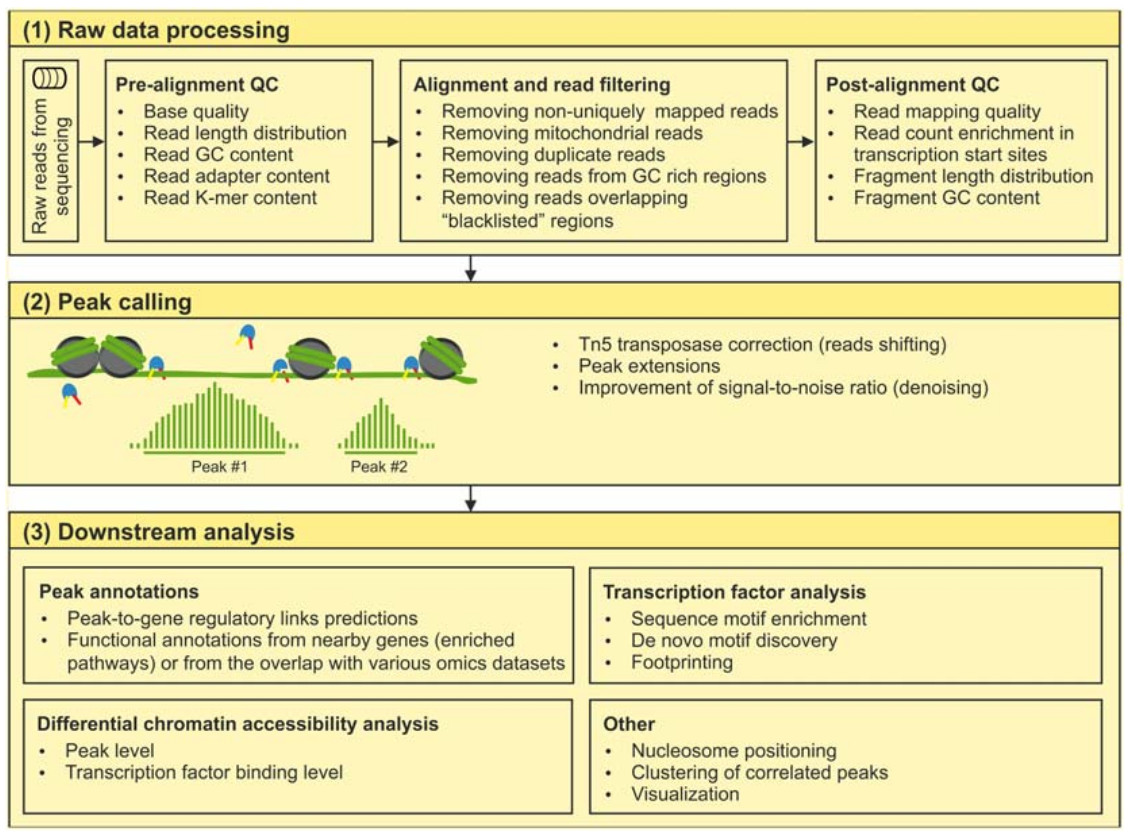 (1) Raw data processing
Raw reads from
sequencing
Pre-alignment QC
• Base quality
• Read length distribution
• Read GC content
• Read adapter content
• Read K-mer content
Alignment and read filtering
• Removing non-uniquely mapped reads
• Removing mitochondrial reads
• Removing duplicate reads
• Removing reads from GC rich regions
• Removing reads overlapping
“blacklisted” regions
Post-alignment QC
• Read mapping quality
• Read count enrichment in
transcription start sites
• Fragment length distribution
• Fragment GC content
(2) Peak calling
Peak #1
Peak #2
• Tn5 transposase correction (reads shifting)
• Peak extensions
• Improvement of signal-to-noise ratio (denoising)
(3) Downstream analysis
Peak annotations
• Peak-to-gene regulatory links predictions
• Functional annotations from nearby genes (enriched
pathways) or from the overlap with various omics datasets
Transcription factor analysis
• Sequence motif enrichment
• De novo motif discovery
• Footprinting
Differential chromatin accessibility analysis
• Peak level
• Transcription factor binding level
Other
• Nucleosome positioning
• Clustering of correlated peaks
• Visualization